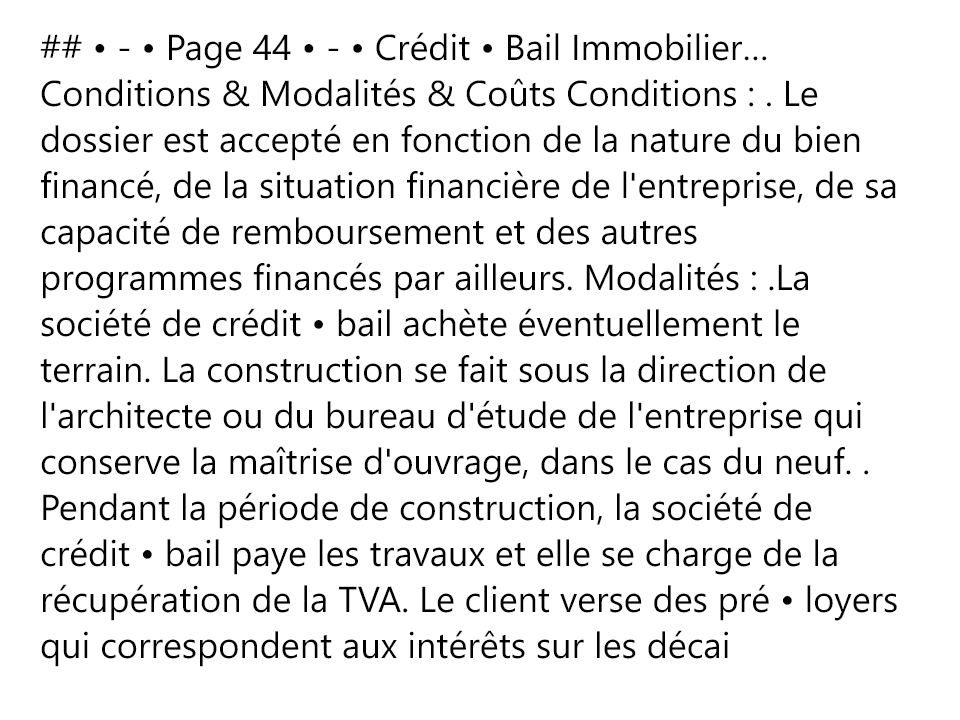 ## • - • Page 44 • - • Crédit • Bail Immobilier...
Conditions & Modalités & Coûts Conditions : . Le
dossier est accepté en fonction de la nature du bien
financé, de la situation financière de l'entreprise, de sa
capacité de remboursement et des autres
programmes financés par ailleurs. Modalités : .La
société de crédit • bail achète éventuellement le
terrain. La construction se fait sous la direction de
l'architecte ou du bureau d'étude de l'entreprise qui
conserve la maîtrise d'ouvrage, dans le cas du neuf. .
Pendant la période de construction, la société de
crédit • bail paye les travaux et elle se charge de la
récupération de la TVA. Le client verse des pré • loyers
qui correspondent aux intérêts sur les décai